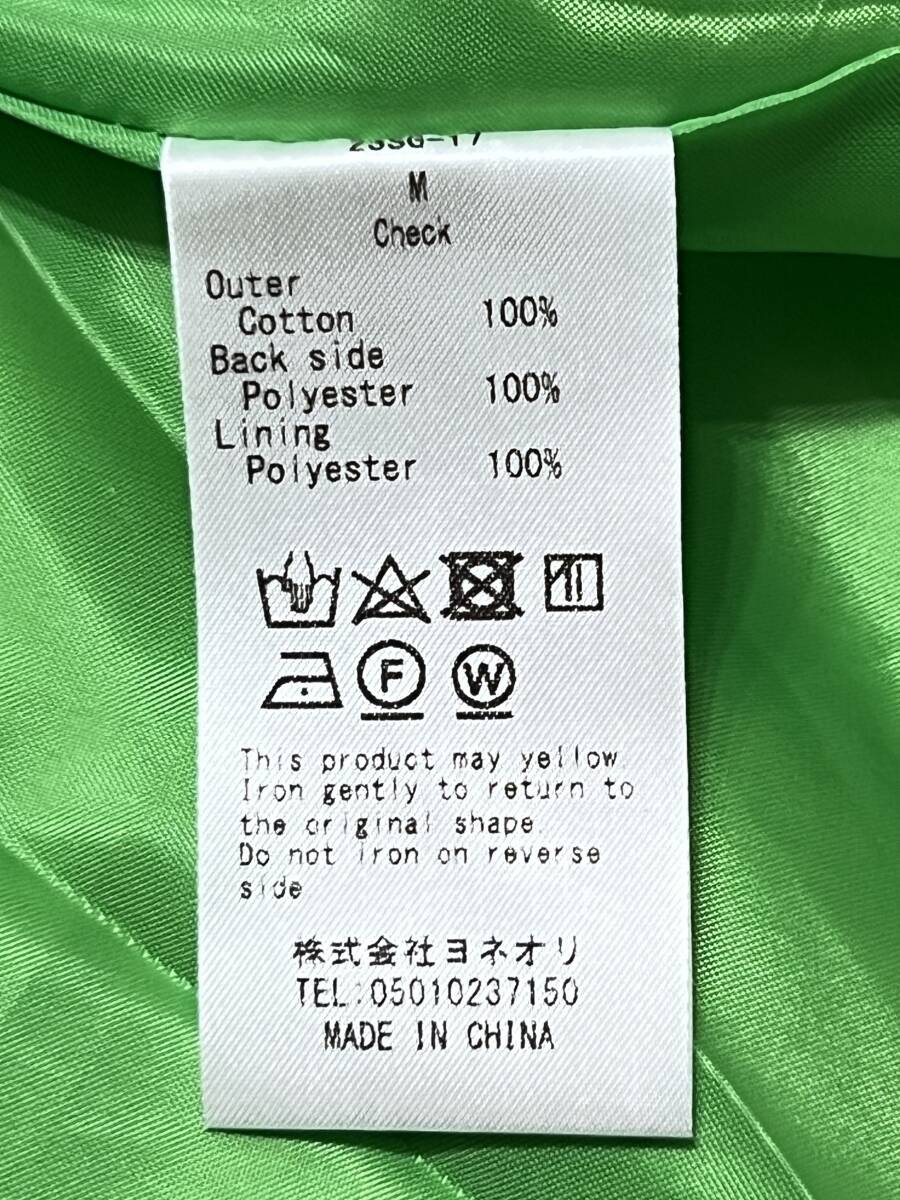 M
Check
Outer
Cotton 100%
Back side
Polyester 100%
Lining
Polyester 100%
F W
This product may yellow
Iron gently to return to
the original shape.
Do not iron on reverse
side
株式会社ヨネオリ
TEL:05010237150
MADE IN CHINA